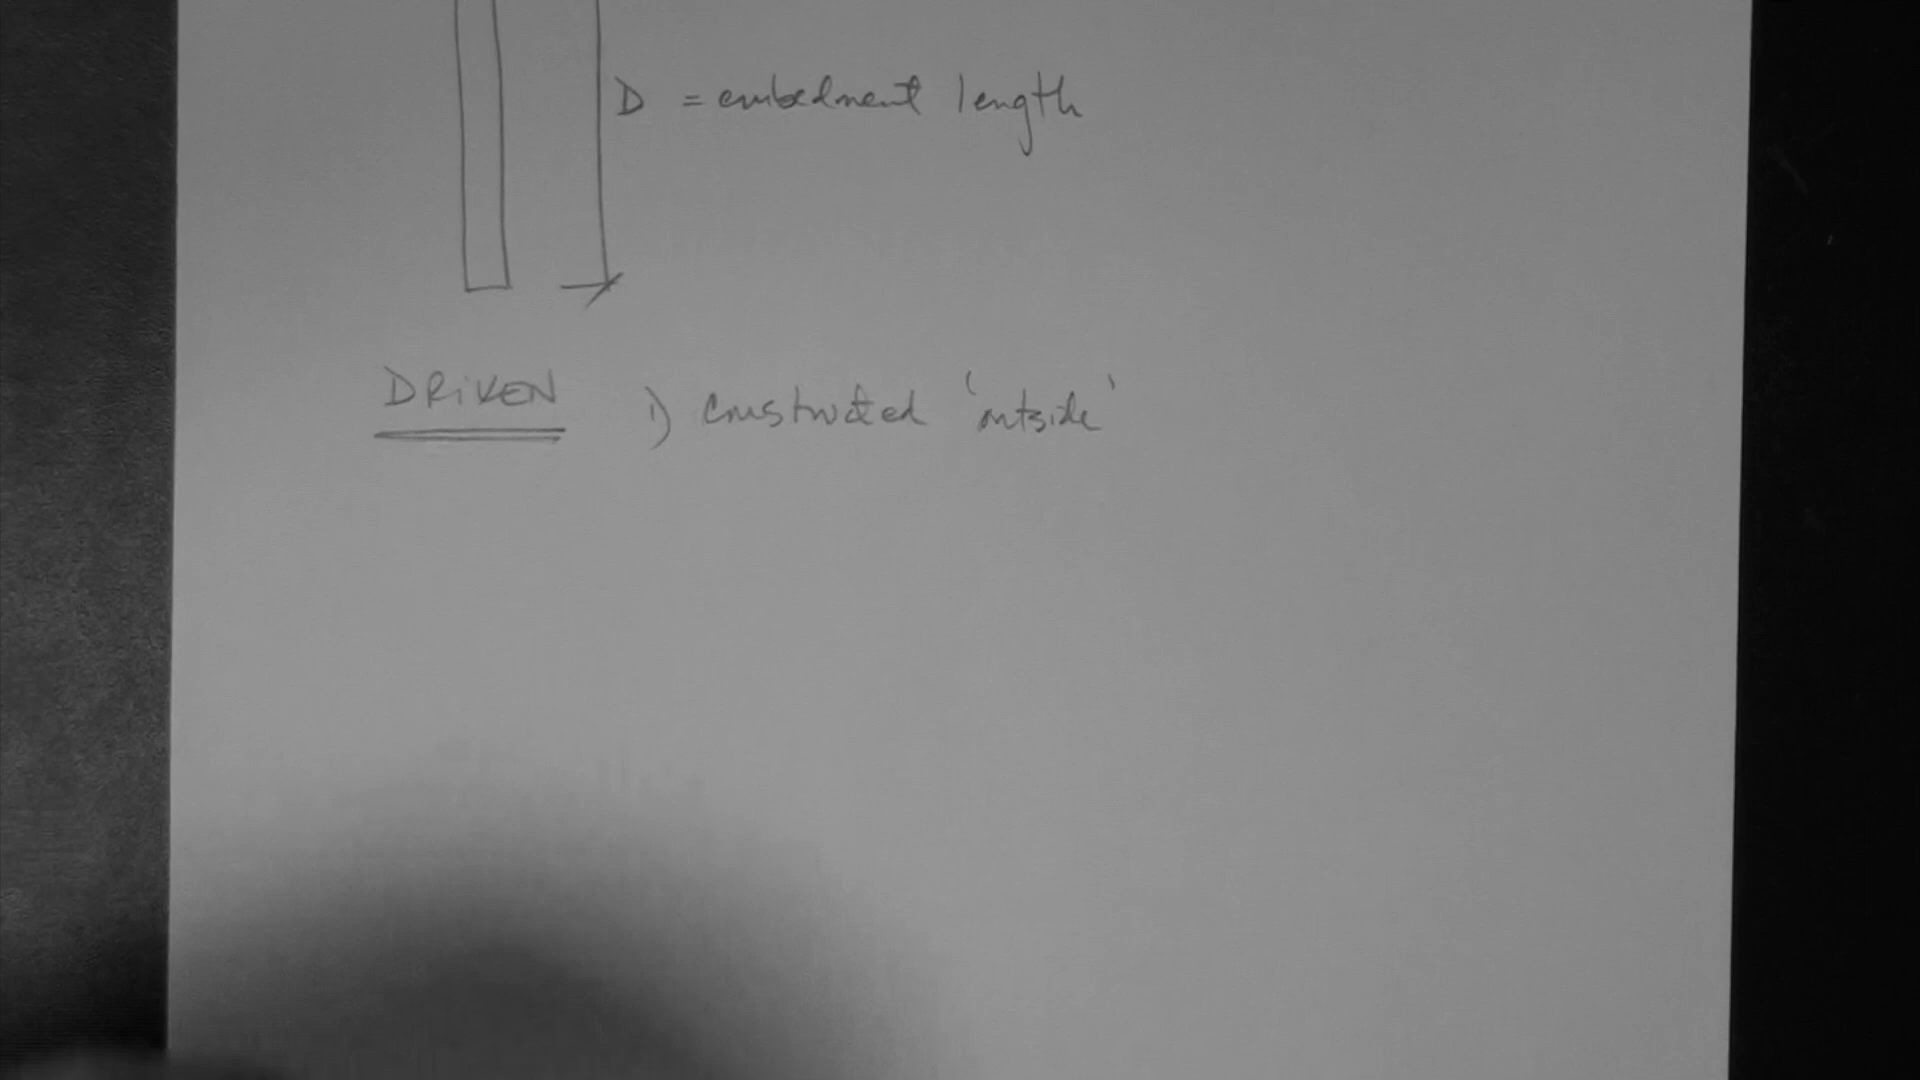 D = embedment length
DRIVEN 1) constructed 'outside'